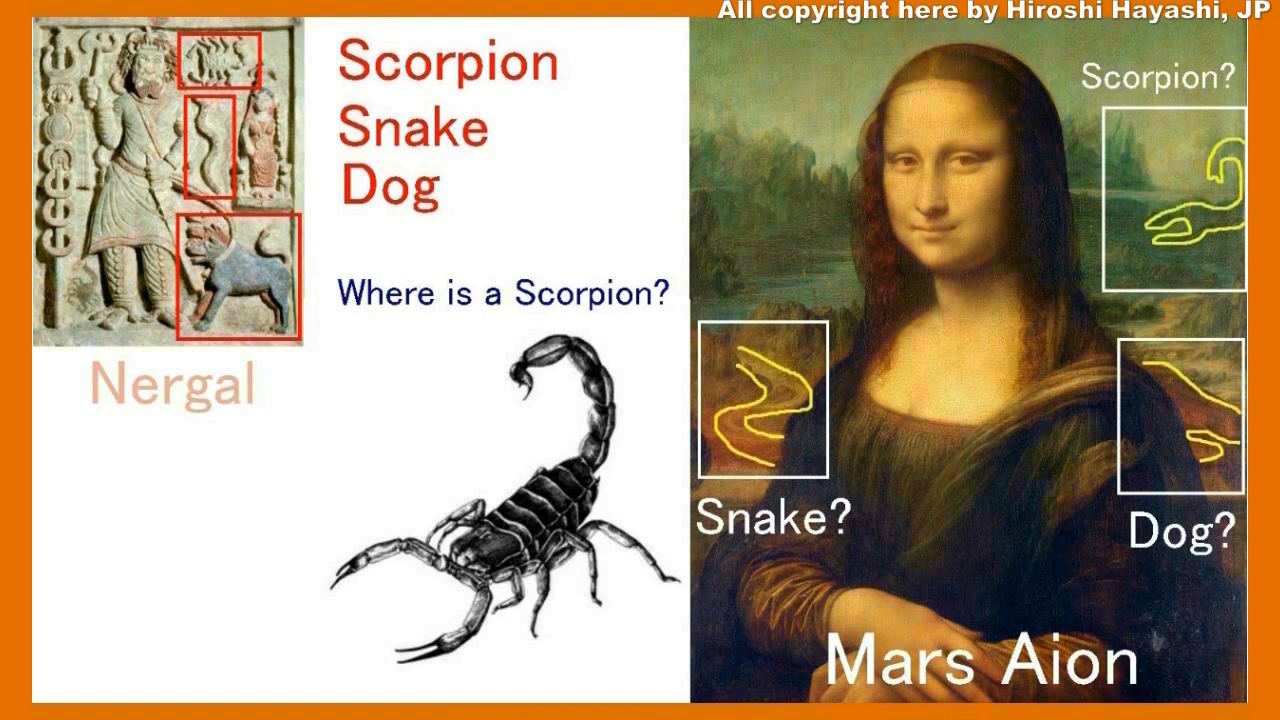 All copyright here by Hiroshi Hayashi, JP
Scorpion
Snake
Dog
Where is a Scorpion?
Nergal
Scorpion?
Snake?
Dog?
Mars Aion